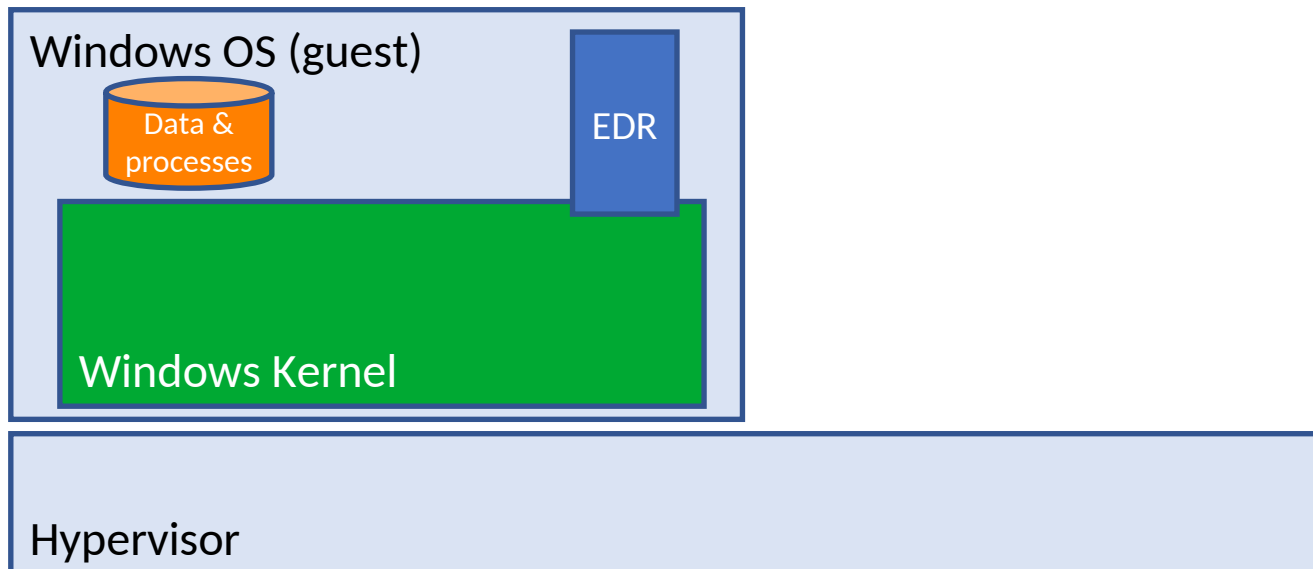 Windows OS (guest)
Data &
processes
EDR
Windows Kernel
Hypervisor